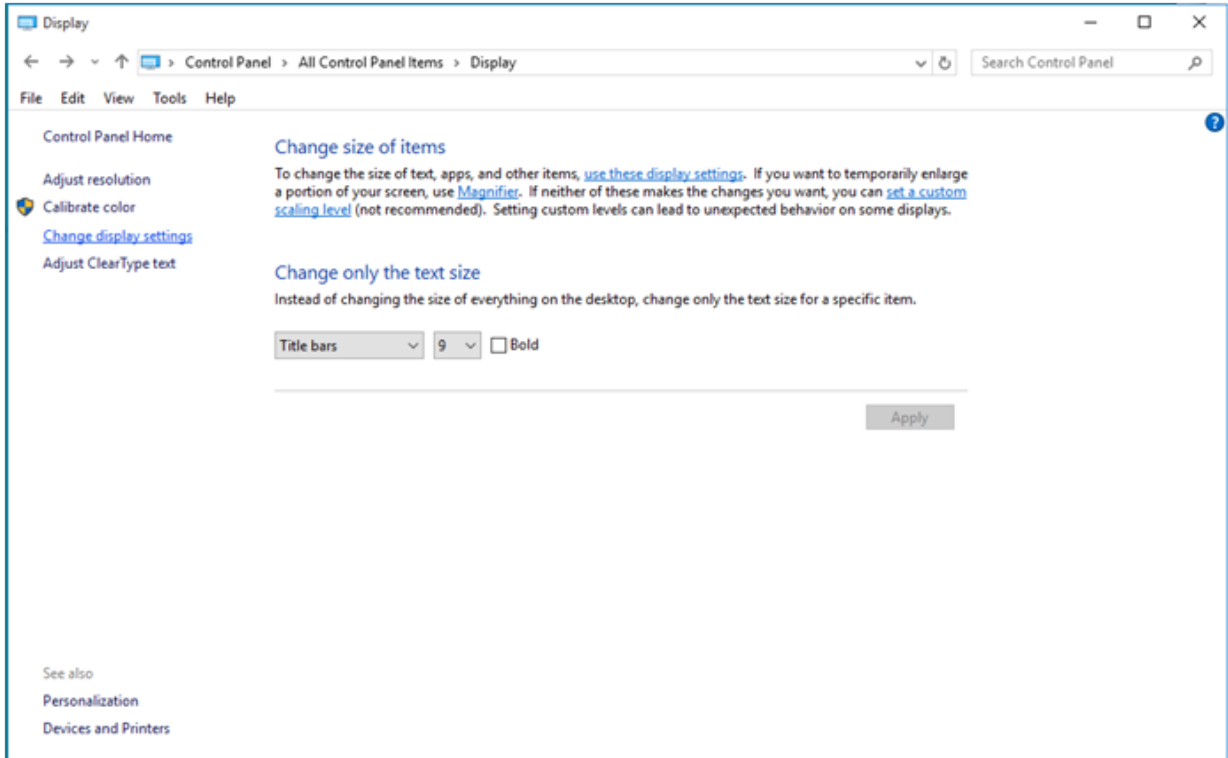 Display
Control Panel > All Control Panel Items > Display
Search Control Panel
File Edit View Tools Help
Control Panel Home
Adjust resolution
Calibrate color
Change display settings
Adjust ClearType text
Change size of items
To change the size of text, apps, and other items, use these display settings. If you want to temporarily enlarge
a portion of your screen, use Magnifier. If neither of these makes the changes you want, you can set a custom
scaling level (not recommended). Setting custom levels can lead to unexpected behavior on some displays.
Change only the text size
Instead of changing the size of everything on the desktop, change only the text size for a specific item.
Title bars 9 Bold
Apply
See also
Personalization
Devices and Printers